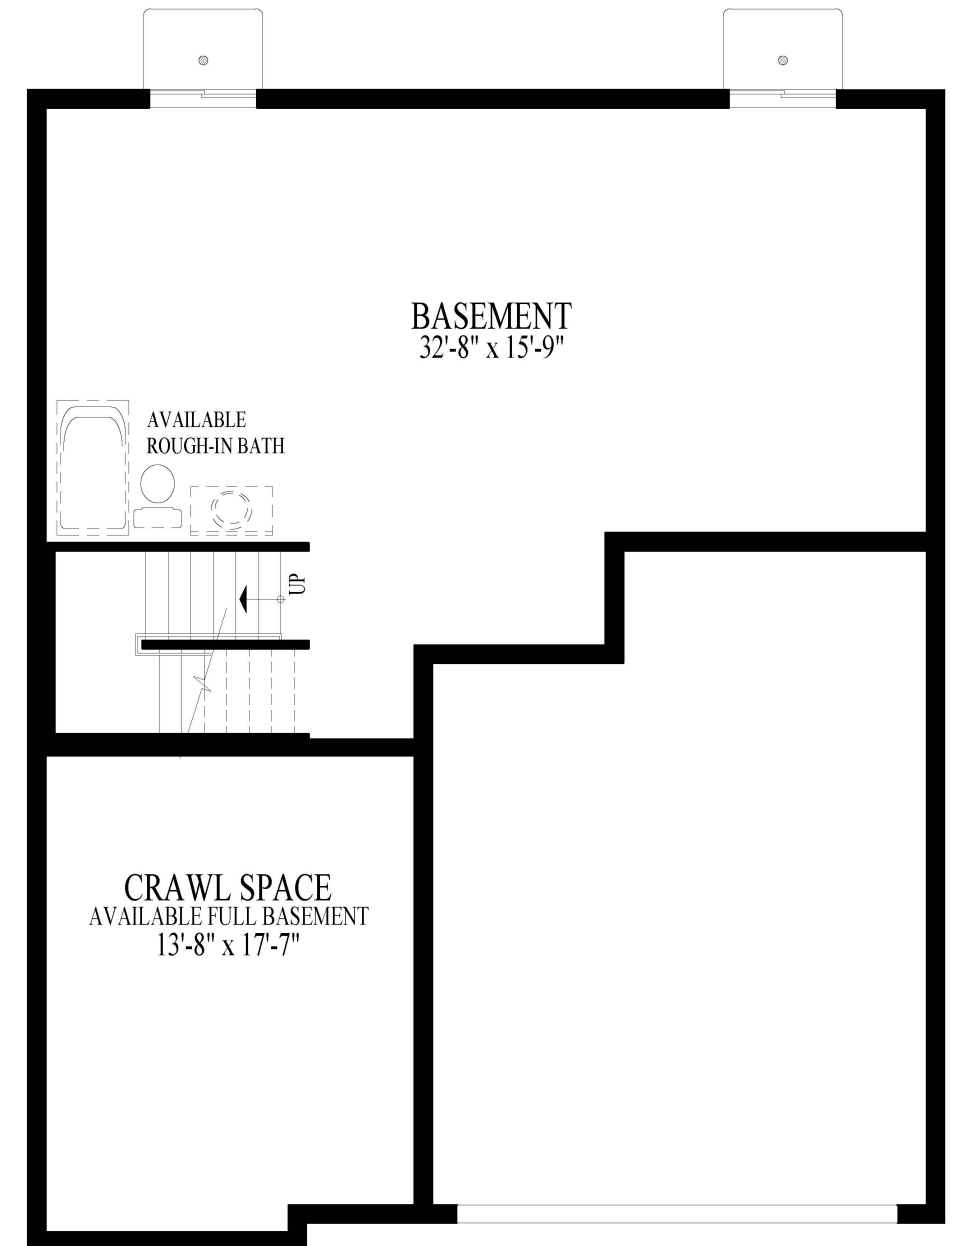 BASEMENT
32'-8" x 15'-9"
AVAILABLE
ROUGH-IN BATH
UP
CRAWL SPACE
AVAILABLE FULL BASEMENT
13'-8" x 17'-7"